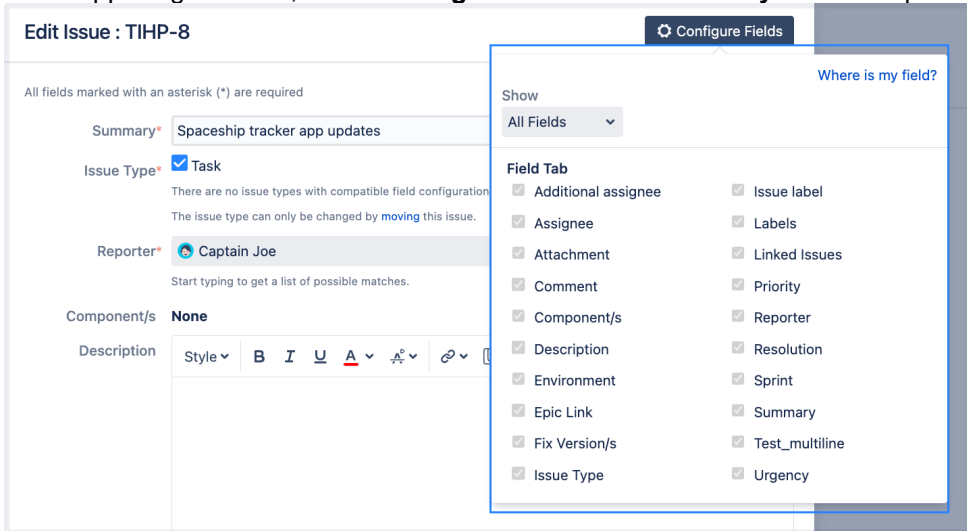 Edit Issue : TIHP-8
Configure Fields
Where is my field?
All fields marked with an asterisk (*) are required
Show
All Fields
Summary*
Spaceship tracker app updates
Issue Type*
Task
There are no issue types with compatible field configuration
The issue type can only be changed by moving this issue.
Reporter*
Captain Joe
Start typing to get a list of possible matches.
Component/s
None
Description
Style
B I U A
Field Tab
Additional assignee
Assignee
Attachment
Comment
Component/s
Description
Environment
Epic Link
Fix Version/s
Issue Type
Issue label
Labels
Linked Issues
Priority
Reporter
Resolution
Sprint
Summary
Test_multiline
Urgency